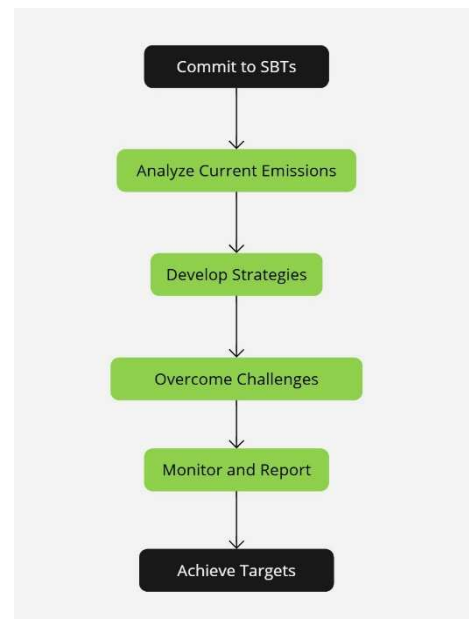 Commit to SBTs
Analyze Current Emissions
Develop Strategies
Overcome Challenges
Monitor and Report
Achieve Targets